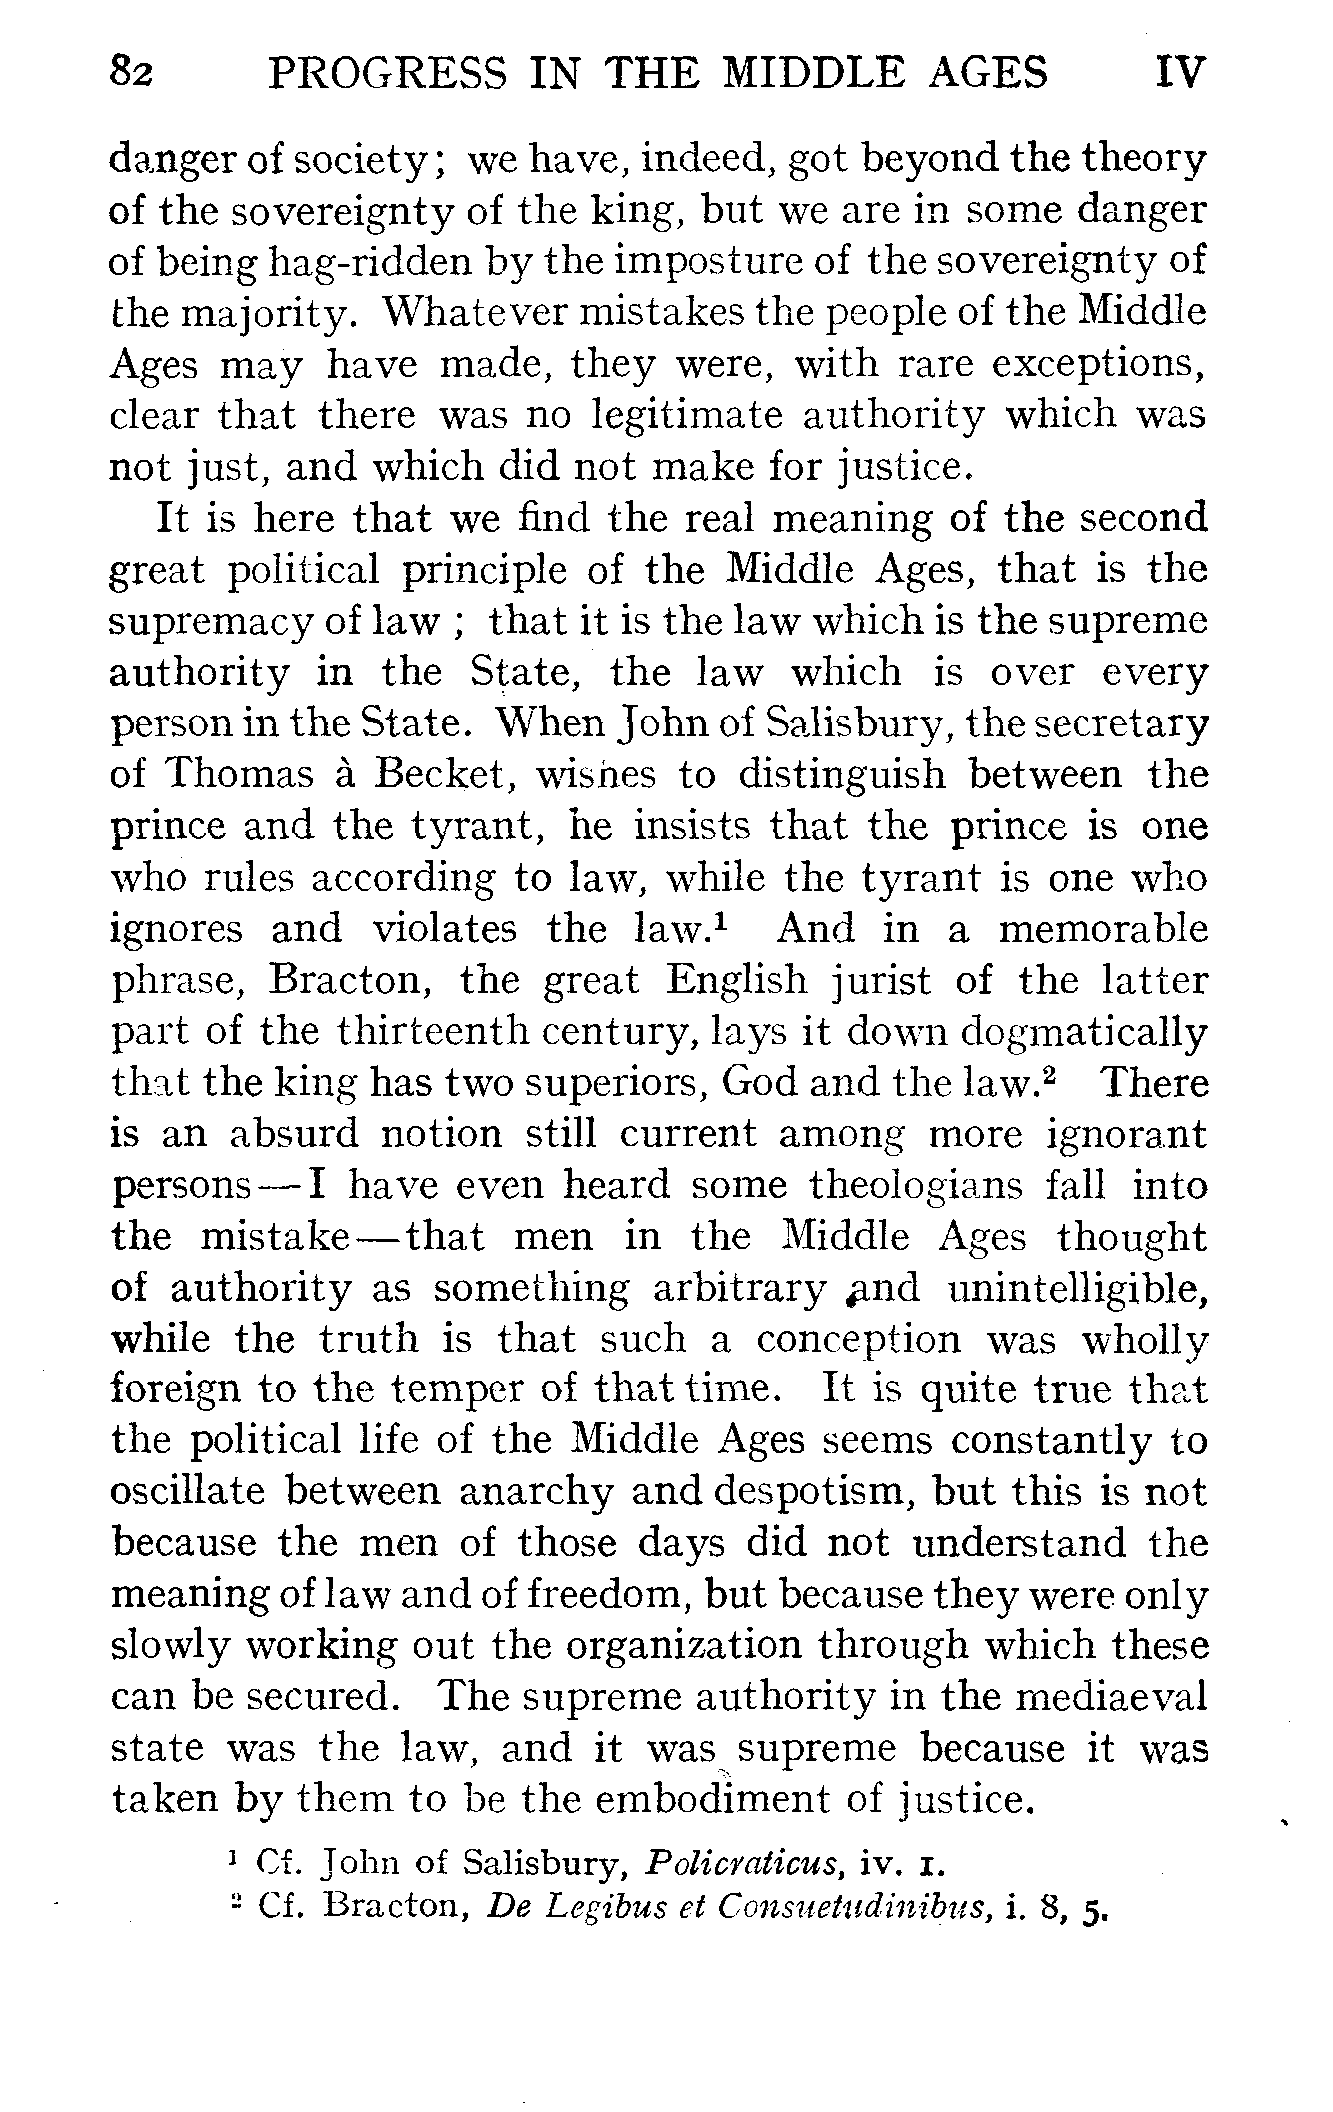 82 PROGRESS IN THE MIDDLE AGES IV
danger of society; we have, indeed, got beyond the theory
of the sovereignty of the king, but we are in some danger
of being hag-ridden by the imposture of the sovereignty of
the majority. Whatever mistakes the people of the Middle
Ages may have made, they were, with rare exceptions,
clear that there was no legitimate authority which was
not just, and which did not make for justice.
It is here that we find the real meaning of the second
great political principle of the Middle Ages, that is the
supremacy of law ; that it is the law which is the supreme
authority in the State, the law which is over every
person in the State. When John of Salisbury, the secretary
of Thomas à Becket, wishes to distinguish between the
prince and the tyrant, he insists that the prince is one
who rules according to law, while the tyrant is one who
ignores and violates the law.¹ And in a memorable
phrase, Bracton, the great English jurist of the latter
part of the thirteenth century, lays it down dogmatically
that the king has two superiors, God and the law.² There
is an absurd notion still current among more ignorant
persons—I have even heard some theologians fall into
the mistake—that men in the Middle Ages thought
of authority as something arbitrary and unintelligible,
while the truth is that such a conception was wholly
foreign to the temper of that time. It is quite true that
the political life of the Middle Ages seems constantly to
oscillate between anarchy and despotism, but this is not
because the men of those days did not understand the
meaning of law and of freedom, but because they were only
slowly working out the organization through which these
can be secured. The supreme authority in the mediaeval
state was the law, and it was supreme because it was
taken by them to be the embodiment of justice.
¹ Cf. John of Salisbury, Policraticus, iv. 1.
² Cf. Bracton, De Legibus et Consuetudinibus, i. 8, 5.